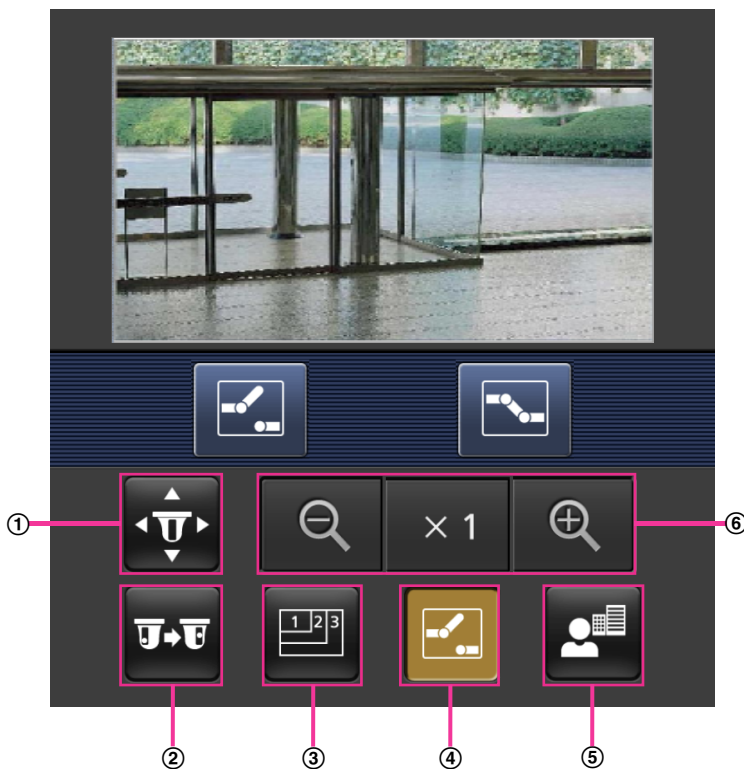 ① × 1 ⑥
1 2 3
② ③ ④ ⑤